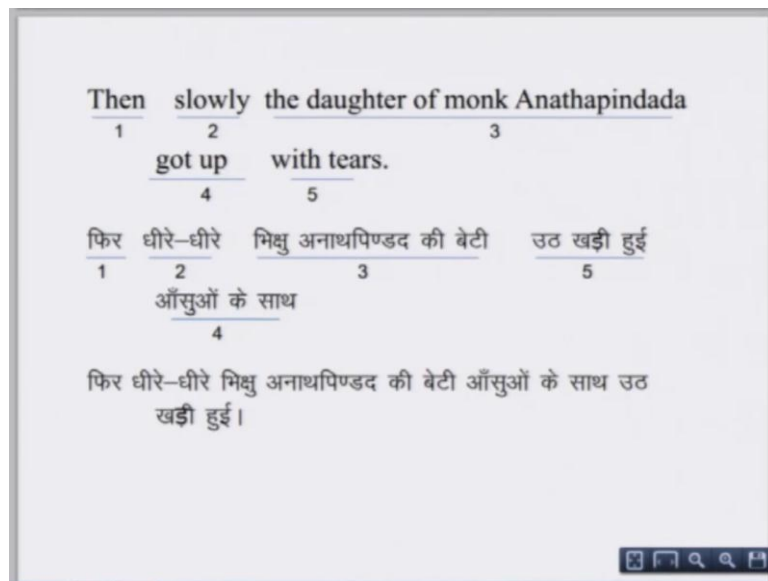 Then slowly the daughter of monk Anathapindada
1 2 3
got up with tears.
4 5
फिर धीरे–धीरे भिक्षु अनाथपिण्डद की बेटी उठ खड़ी हुई
1 2 3 5
आँसुओं के साथ
4
फिर धीरे–धीरे भिक्षु अनाथपिण्डद की बेटी आँसुओं के साथ उठ
खड़ी हुई।